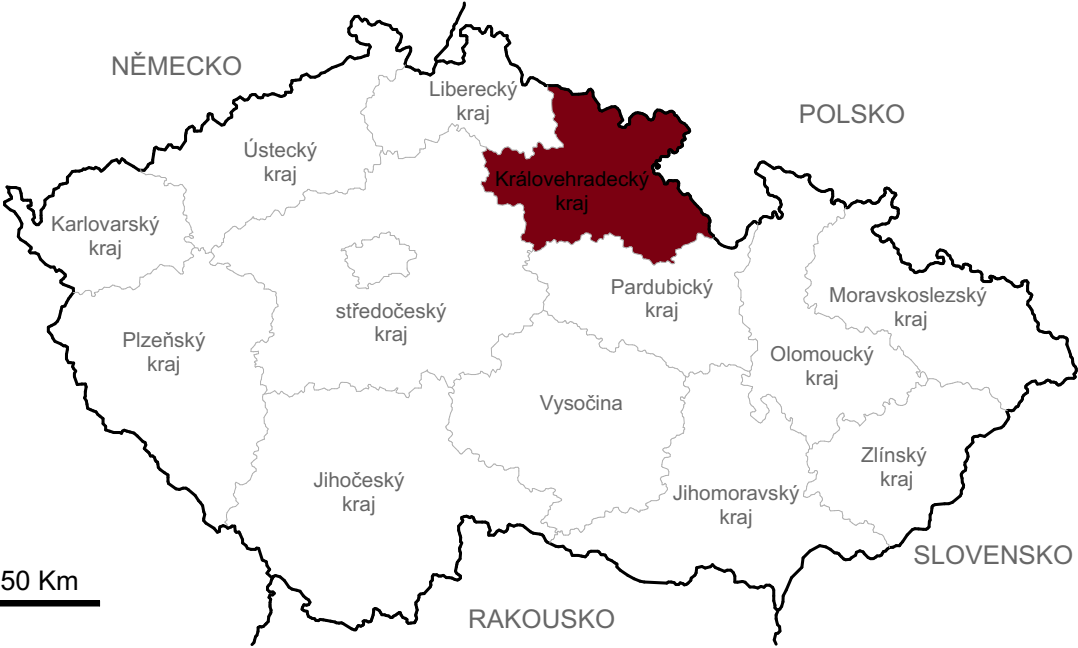 NĚMECKO
Liberecký
kraj
POLSKO
Ústecký
kraj
Královehradecký
kraj
Karlovarský
kraj
Pardubický
kraj
Moravskoslezský
kraj
středočeský
kraj
Plzeňský
kraj
Olomoucký
kraj
Vysočina
Zlínský
kraj
Jihočeský
kraj
Jihomoravský
kraj
SLOVENSKO
50 Km
RAKOUSKO